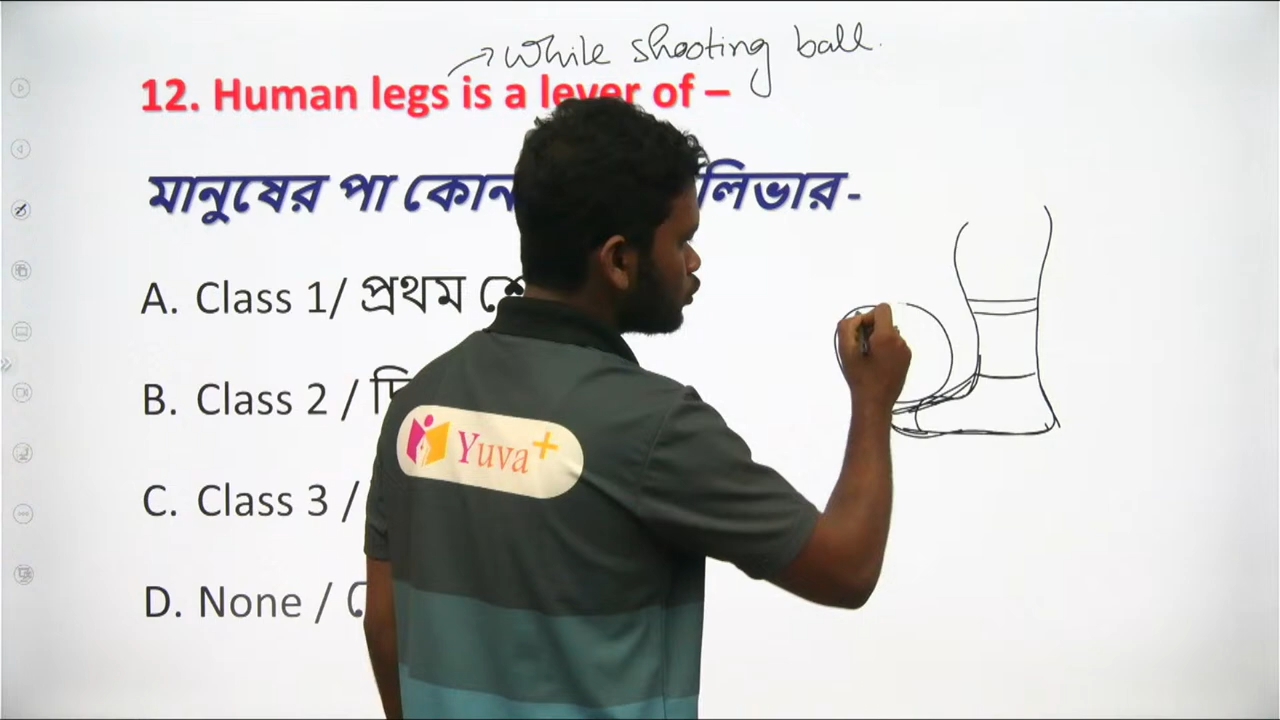 while shooting ball.
12. Human legs is a lever of –
মানুষের পা লিভার -
A. Class 1/ প্রথম
B. Class 2 /
C. Class 3 /
D. None /
Yuva+